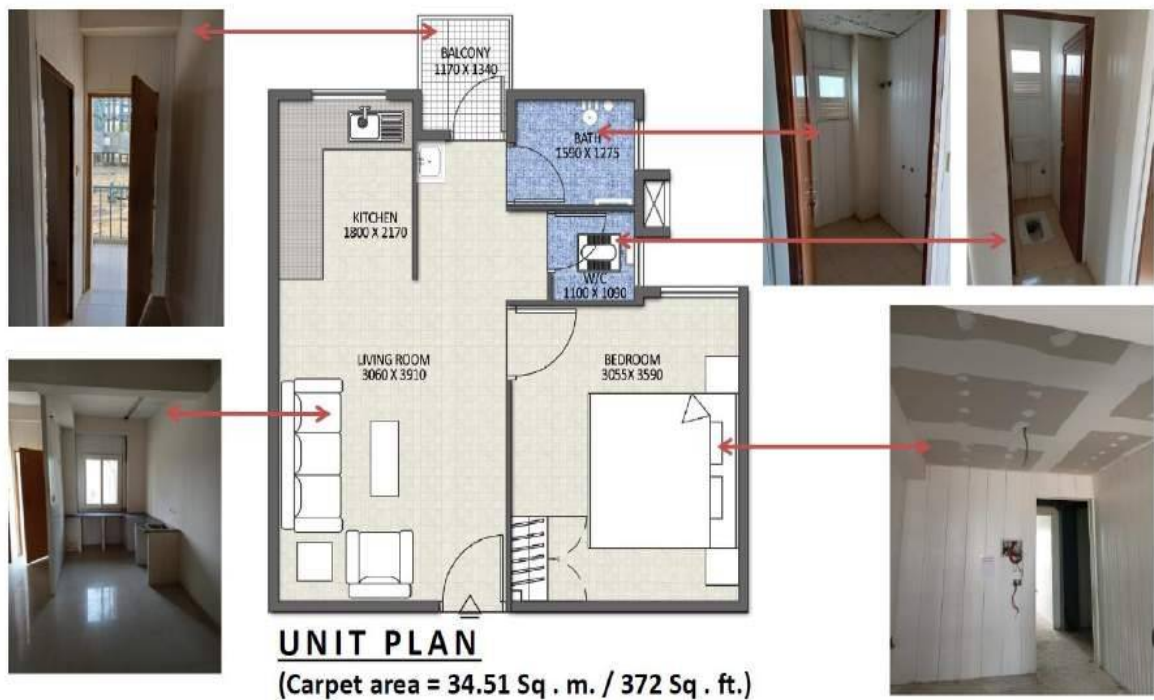 BALCONY
1170 X 1340
BATH
1590 X 1275
KITCHEN
1800 X 2170
W/C
1100 X 1090
LIVING ROOM
3060 X 3910
BEDROOM
3055X 3590
UNIT PLAN
(Carpet area = 34.51 Sq . m. / 372 Sq . ft.)